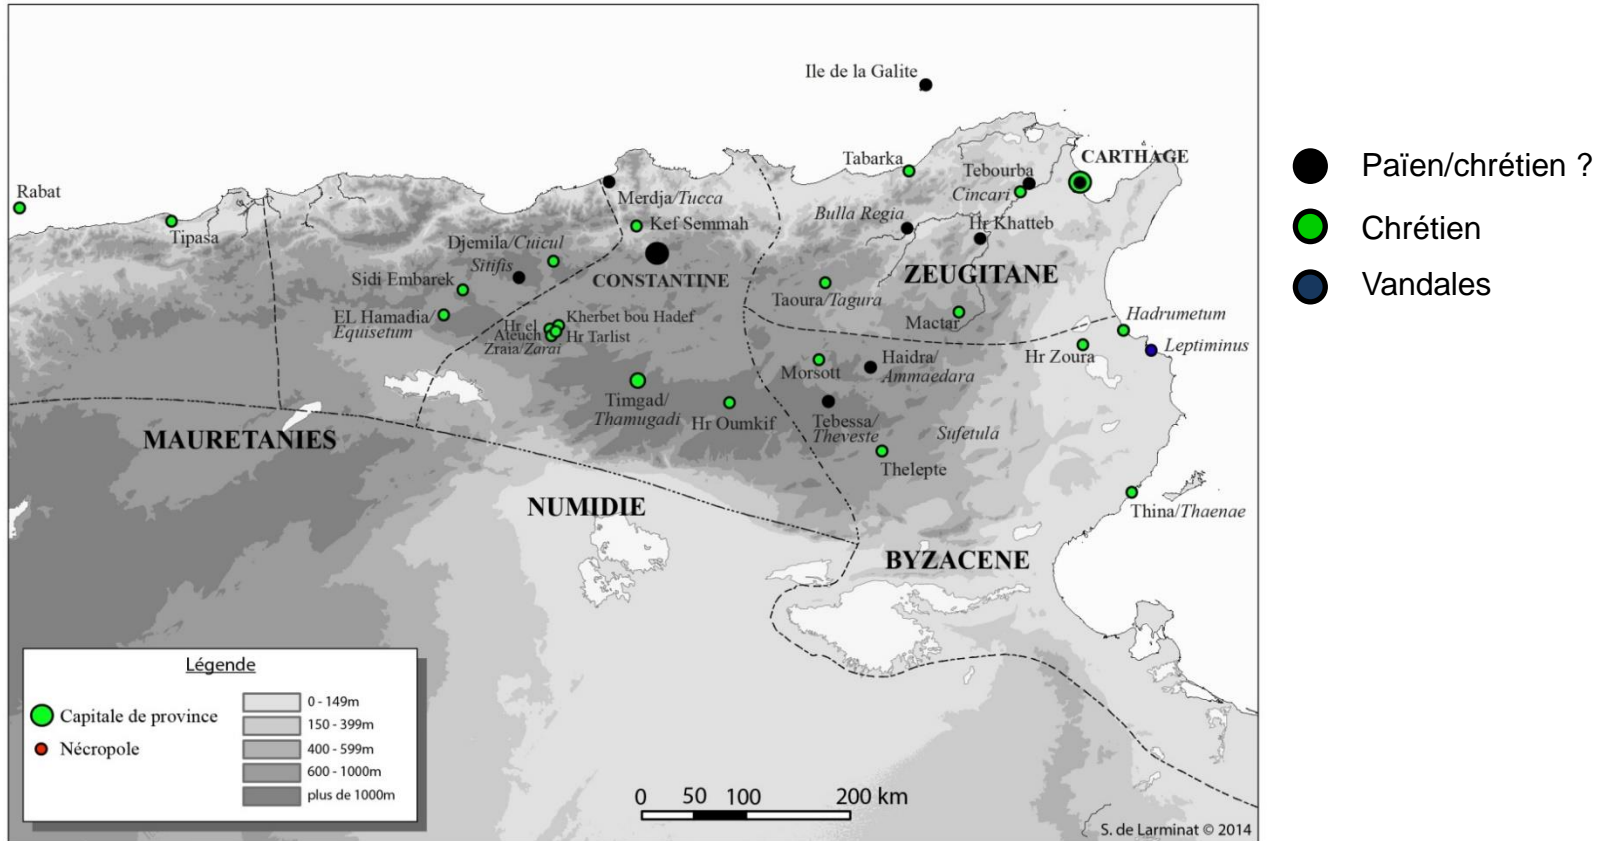 Ile de la Galite
CARTHAGE
Tabarka
Tebourba
Cincari
Rabat
Tipasa
Merdja/Tucca
Kef Semmah
Bulla Regia
Hr Khatteb
Djemila/Cuicul
Sitifis
CONSTANTINE
ZEUGITANE
Sidi Embarek
Taoura/Tagura
EL Hamadia/
Equisetum
Kherbet bou Hadef
Hr el
Ateuch
Hr Tarlist
Zraia/Zarai
Mactar
Hadrumetum
Leptiminus
Hr Zoura
Morsott
Haidra/
Ammaedara
Timgad/
Thamugadi
Hr Oumkif
Tebessa/
Theveste
Sufetula
Thelepte
MAURETANIES
NUMIDIE
Thina/Thaenae
BYZACENE
Légende
Capitale de province
Nécropole
0 - 149m
150 - 399m
400 - 599m
600 - 1000m
plus de 1000m
0 50 100 200 km
S. de Larminat © 2014
Païen/chrétien ?
Chrétien
Vandales